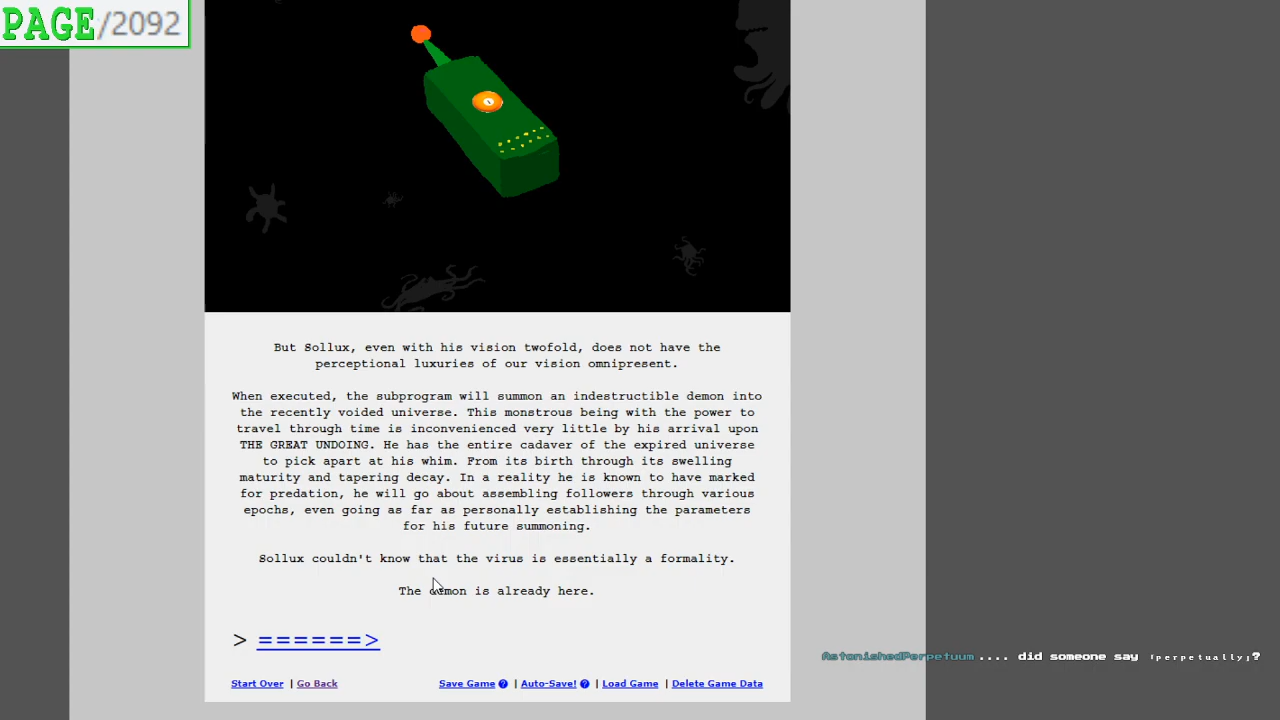 PAGE/2092
But Sollux, even with his vision twofold, does not have the
perceptional luxuries of our vision omnipresent.
When executed, the subprogram will summon an indestructible demon into
the recently voided universe. This monstrous being with the power to
travel through time is inconvenienced very little by his arrival upon
THE GREAT UNDOING. He has the entire cadaver of the expired universe
to pick apart at his whim. From its birth through its swelling
maturity and tapering decay. In a reality he is known to have marked
for predation, he will go about assembling followers through various
epochs, even going as far as personally establishing the parameters
for his future summoning.
Sollux couldn't know that the virus is essentially a formality.
The demon is already here.
> ======>
Start Over | Go Back Save Game ? | Auto-Save! ? | Load Game | Delete Game Data
AstonishedPerpetuum .... did someone say (perpetually)?